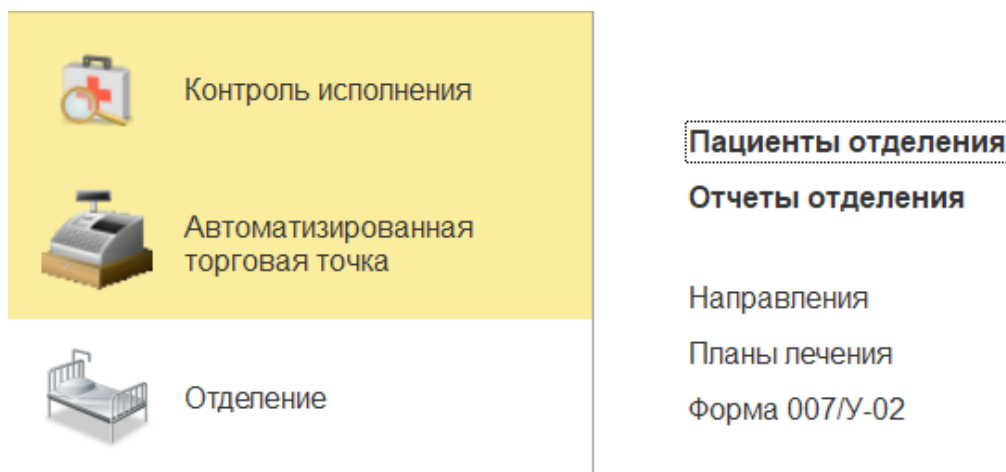 Контроль исполнения
Автоматизированная
торговая точка
Отделение
Пациенты отделения
Отчеты отделения
Направления
Планы лечения
Форма 007/У-02